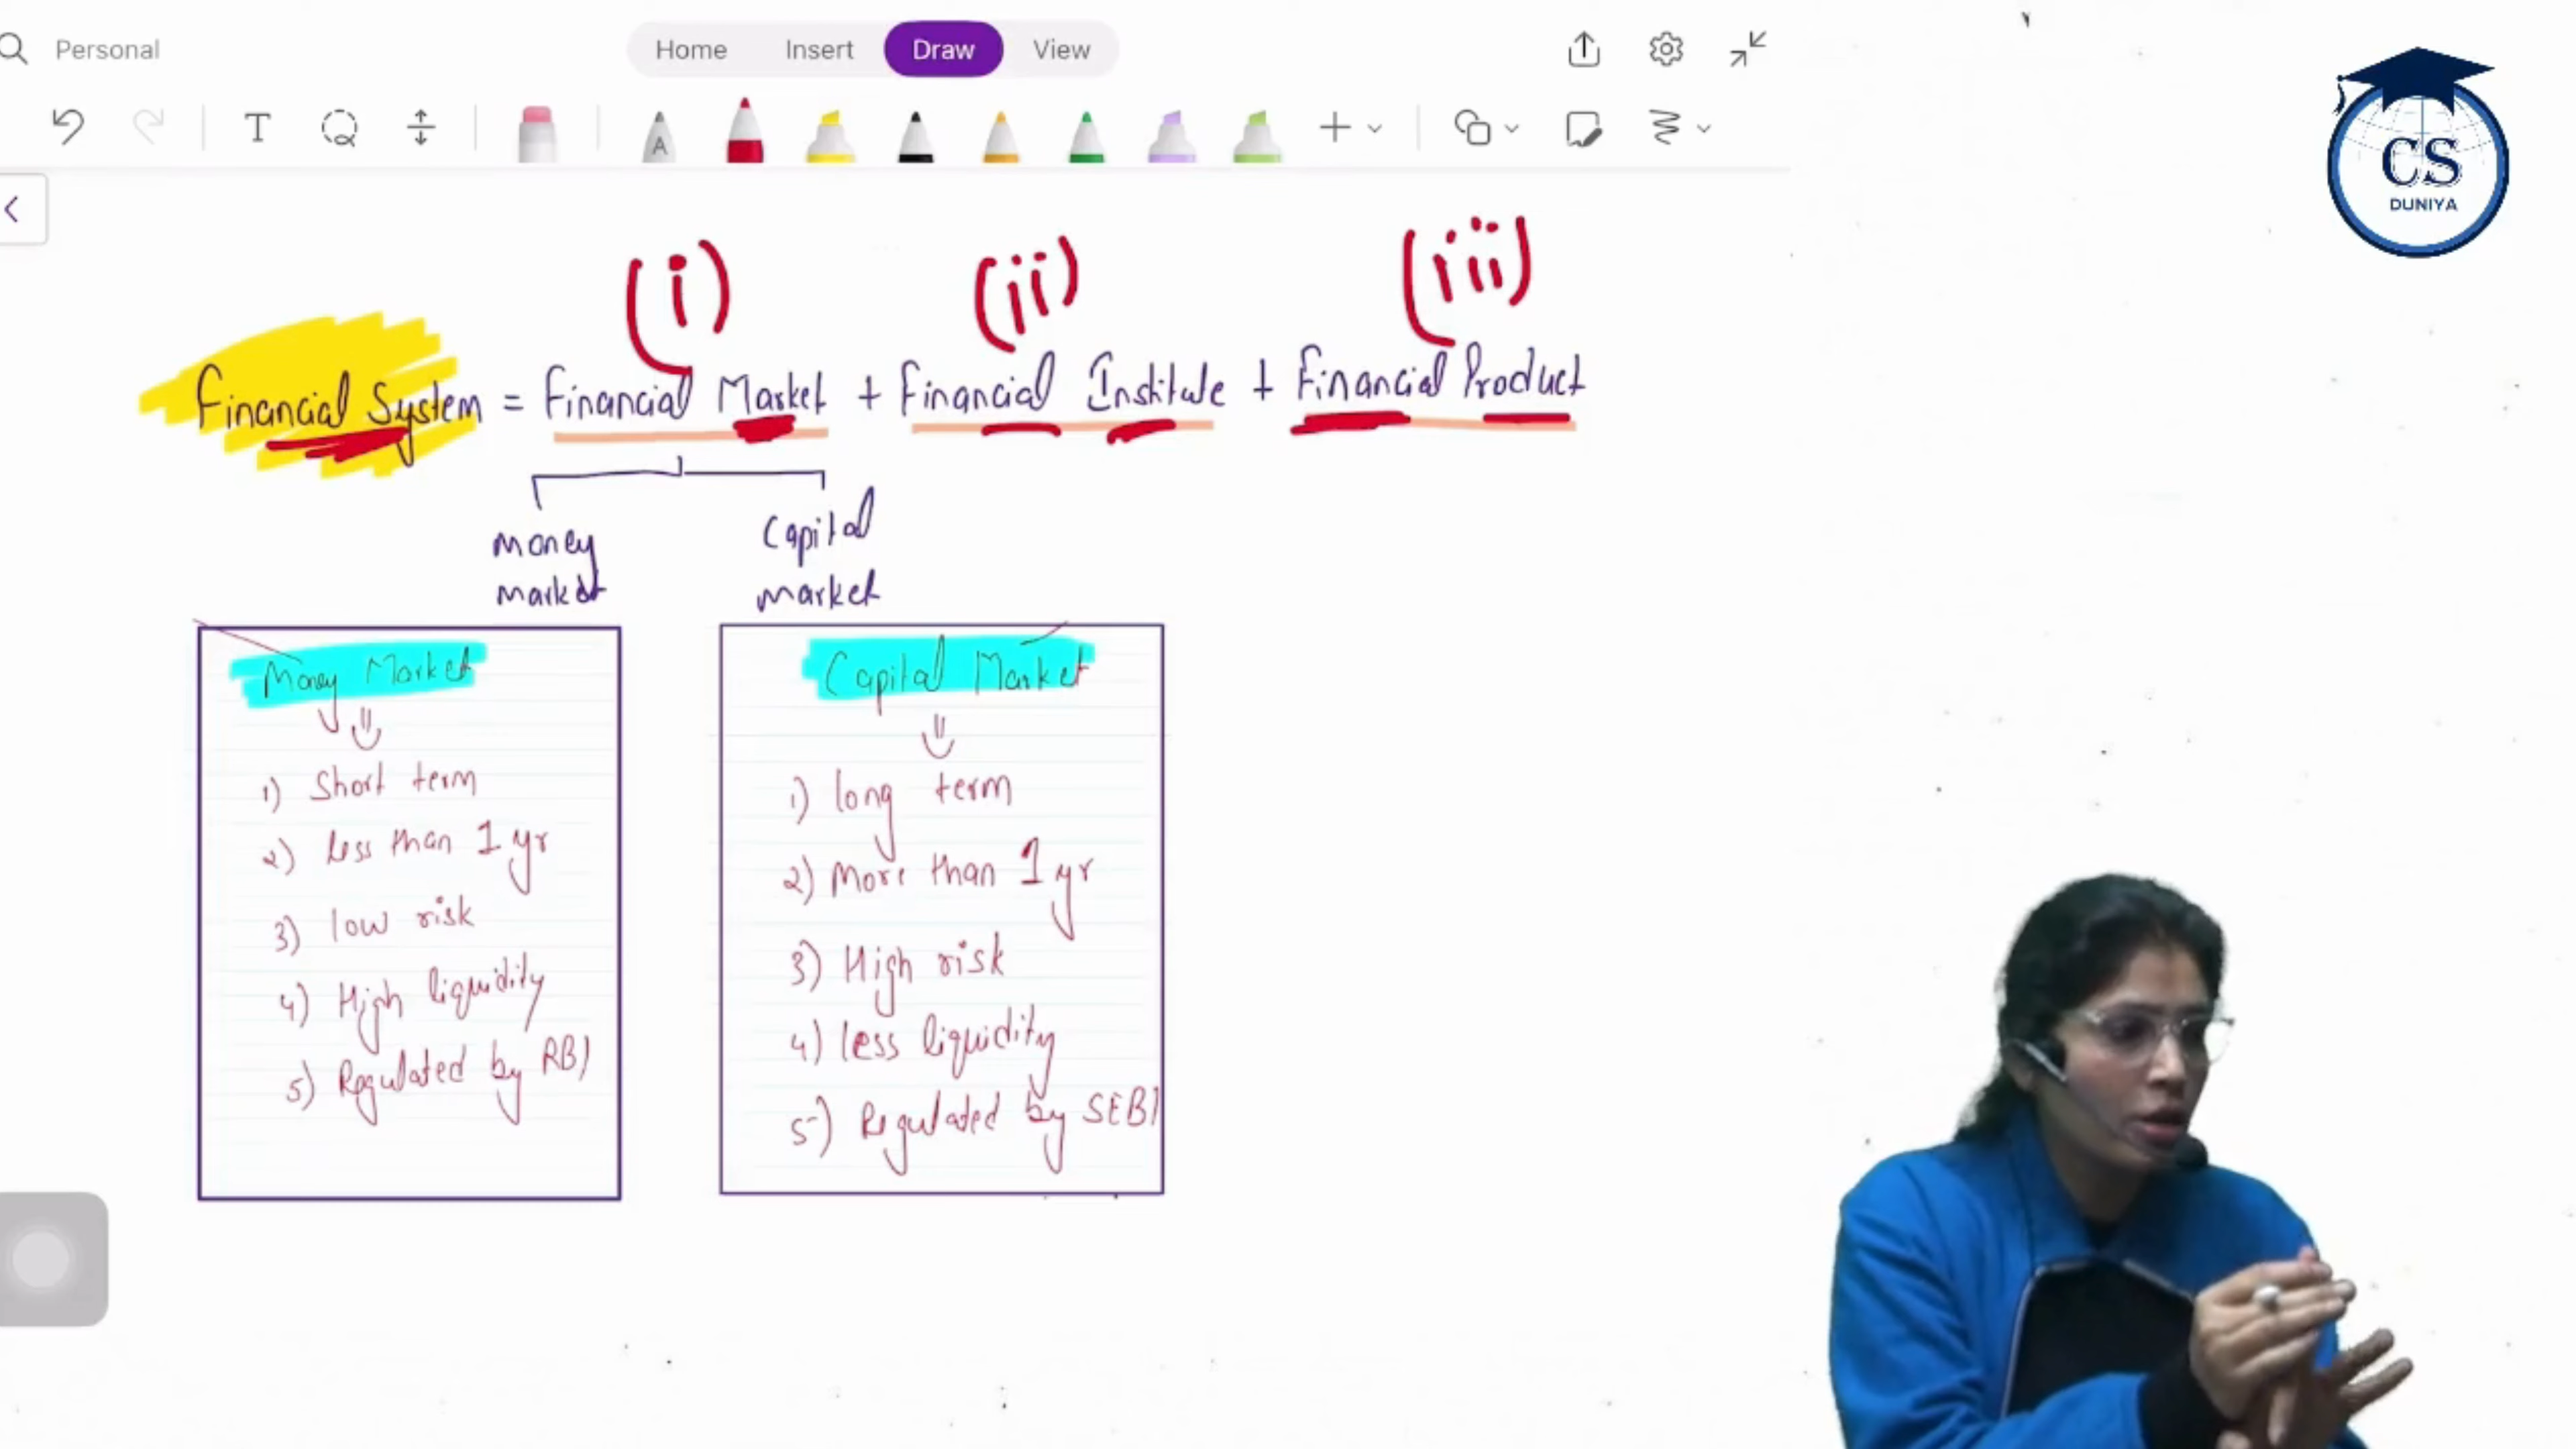 Personal
Home Insert Draw View
T
A
CS
DUNIYA
(i) (ii) (iii)
Financial System = Financial Market + Financial Institute + Financial Product
Money market
Capital market
Money Market
1) Short term
2) Less than 1 yr
3) low risk
4) High liquidity
5) Regulated by RBI
Capital Market
1) long term
2) More than 1 yr
3) High risk
4) less liquidity
5) Regulated by SEBI